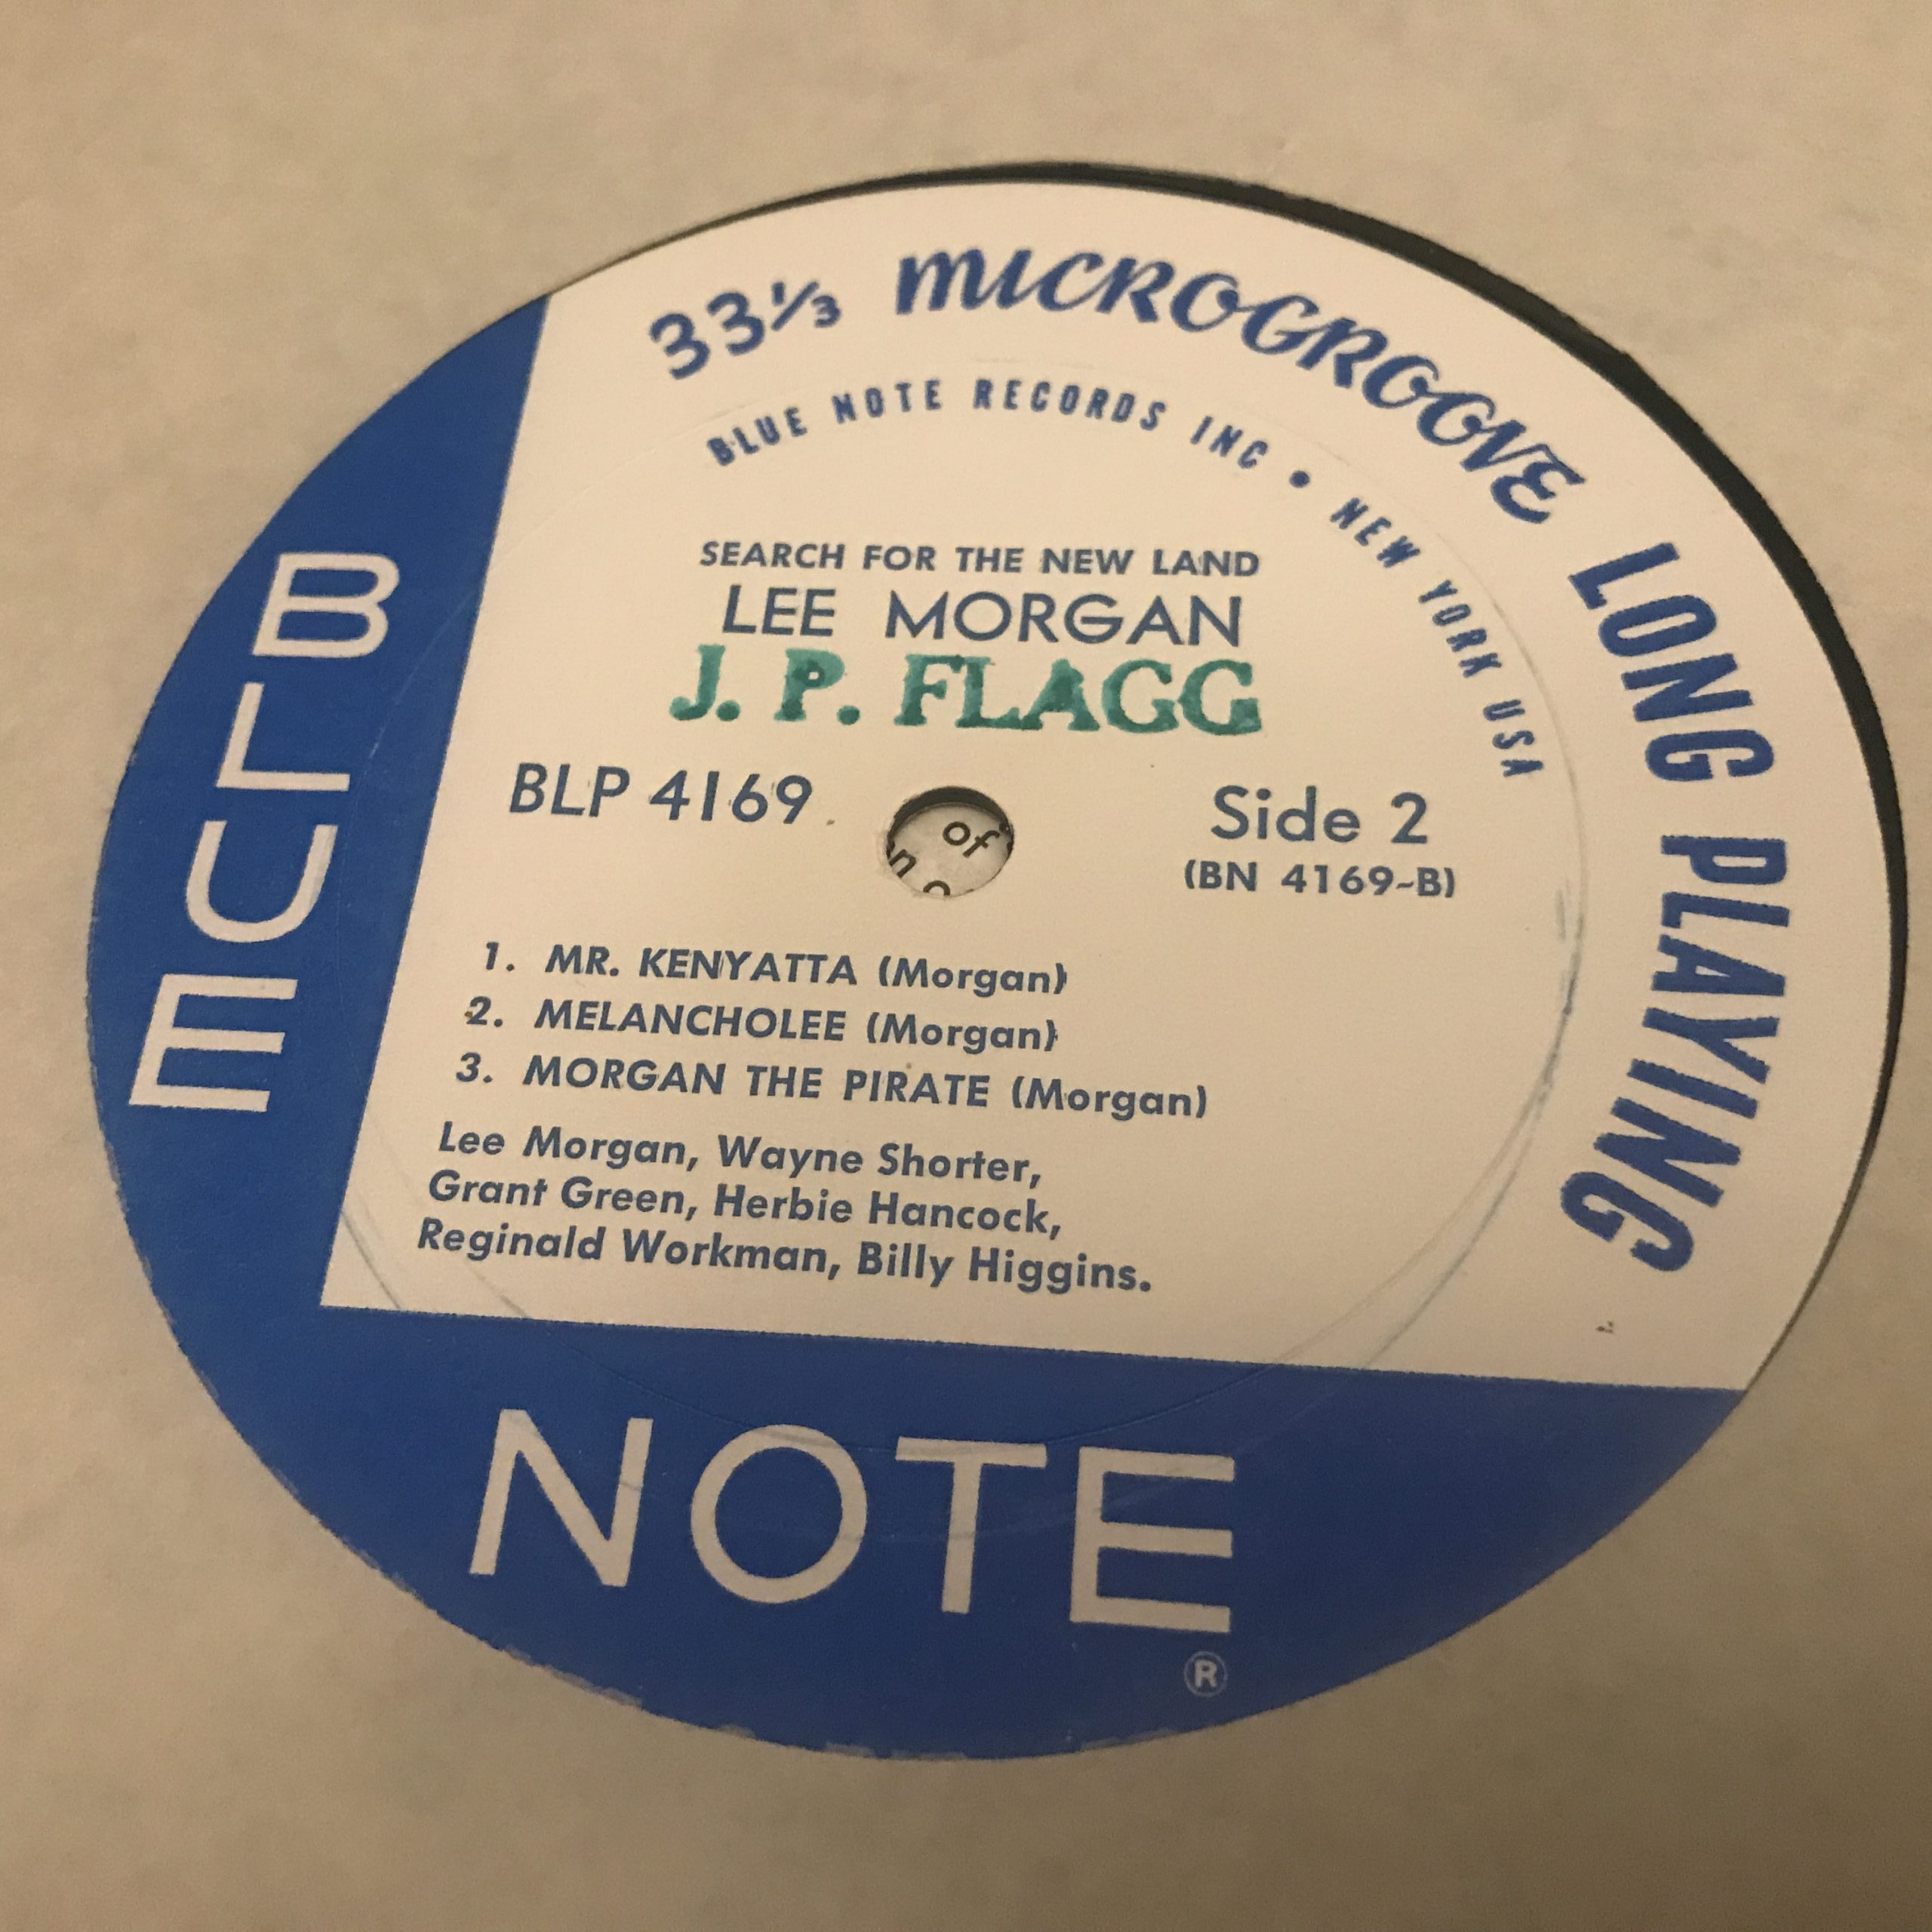 33⅓ MICROGROOVE LONG PLAYING
BLUE NOTE RECORDS INC • NEW YORK USA
SEARCH FOR THE NEW LAND
LEE MORGAN
J. P. FLAGG
BLP 4169
Side 2
(BN 4169-B)
of
1. MR. KENYATTA (Morgan)
2. MELANCHOLEE (Morgan)
3. MORGAN THE PIRATE (Morgan)
Lee Morgan, Wayne Shorter,
Grant Green, Herbie Hancock,
Reginald Workman, Billy Higgins.
BLUE
NOTE
®